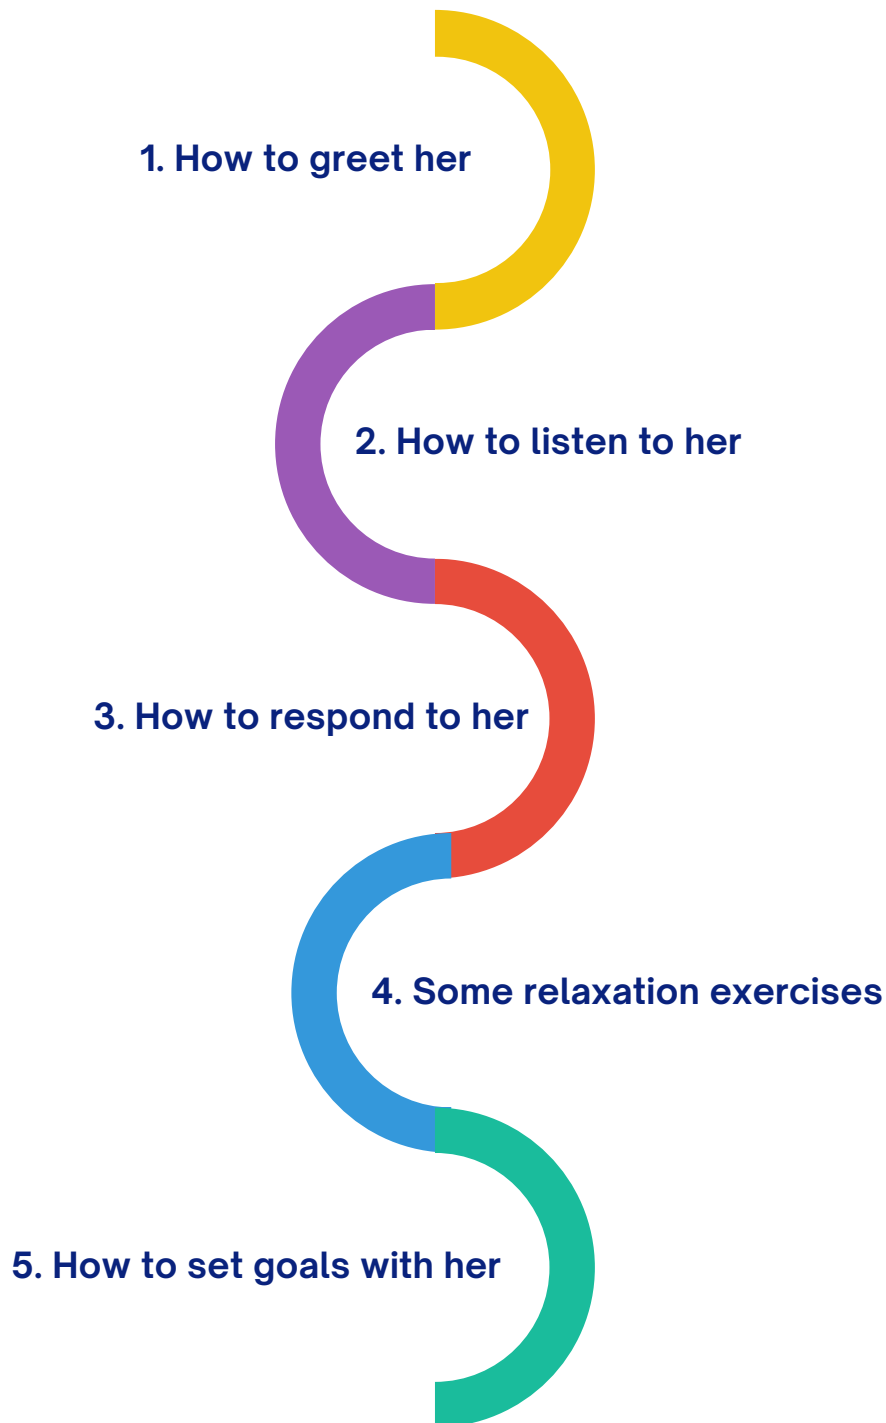 1. How to greet her
2. How to listen to her
3. How to respond to her
4. Some relaxation exercises
5. How to set goals with her